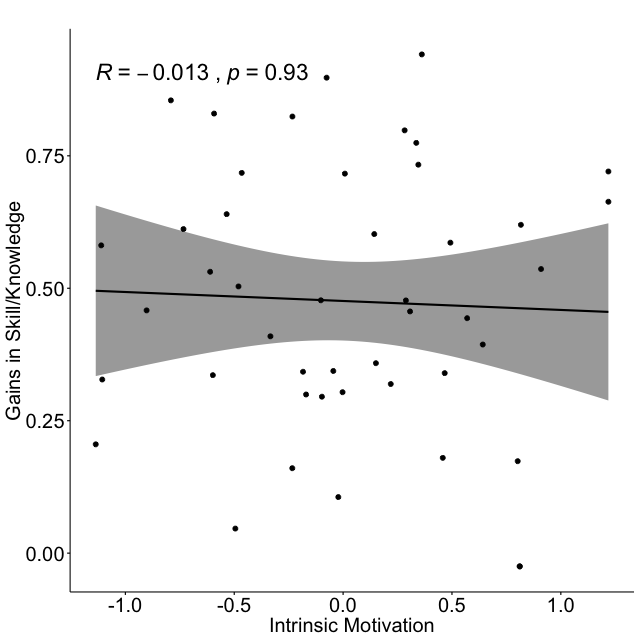 R = −0.013 , p = 0.93
Gains in Skill/Knowledge
0.75
0.50
0.25
0.00
-1.0 -0.5 0.0 0.5 1.0
Intrinsic Motivation